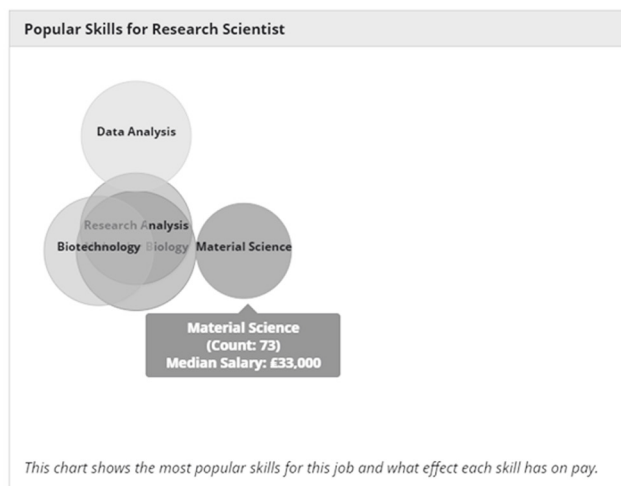 Popular Skills for Research Scientist
Data Analysis
Research Analysis
Biotechnology
Biology
Material Science
Material Science
(Count: 73)
Median Salary: £33,000
This chart shows the most popular skills for this job and what effect each skill has on pay.